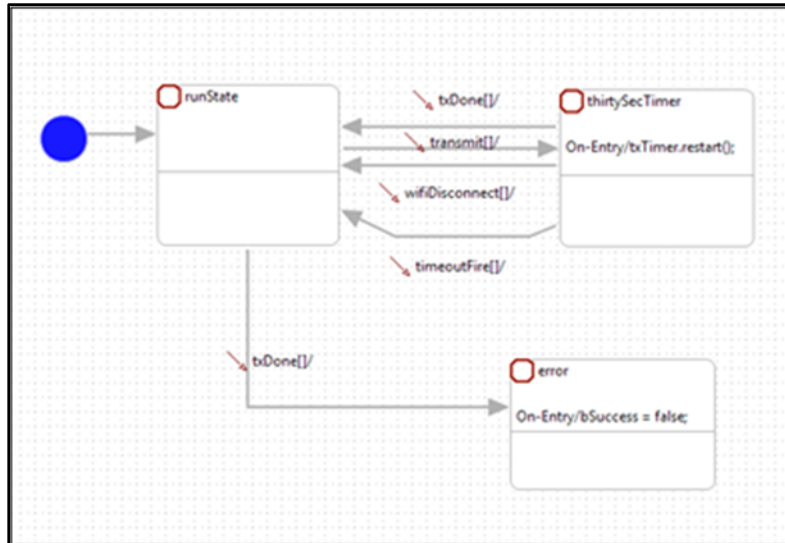 runState
txDone[]/
thirtySecTimer
transmit[]/
On-Entry/txTimer.restart();
wifiDisconnect[]/
timeoutFire[]/
txDone[]/
error
On-Entry/bSuccess = false;